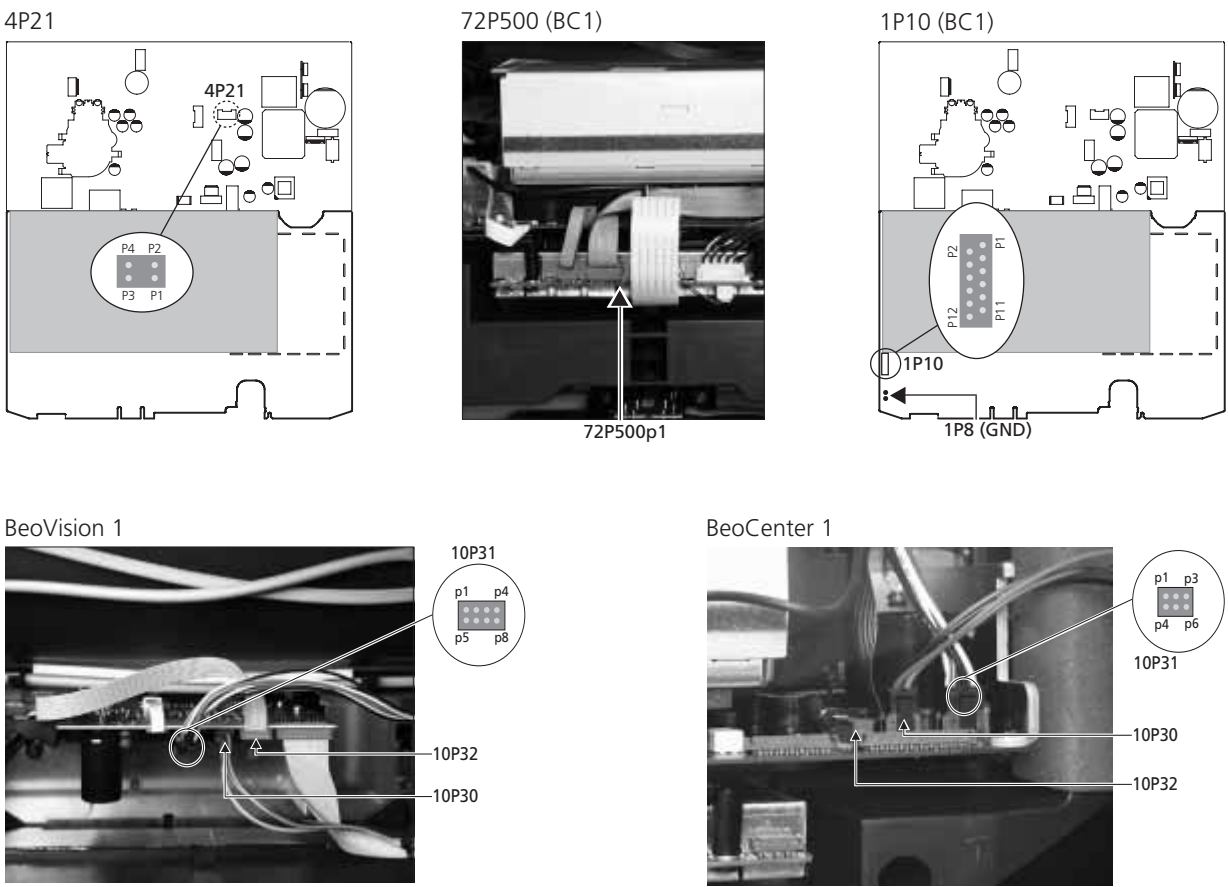 4P21
72P500 (BC1)
1P10 (BC1)
4P21
P4 P2
P3 P1
72P500p1
P2 P1
P12 P11
1P10
1P8 (GND)
BeoVision 1
BeoCenter 1
10P31
p1 p4
p5 p8
10P32
10P30
p1 p3
p4 p6
10P31
10P30
10P32